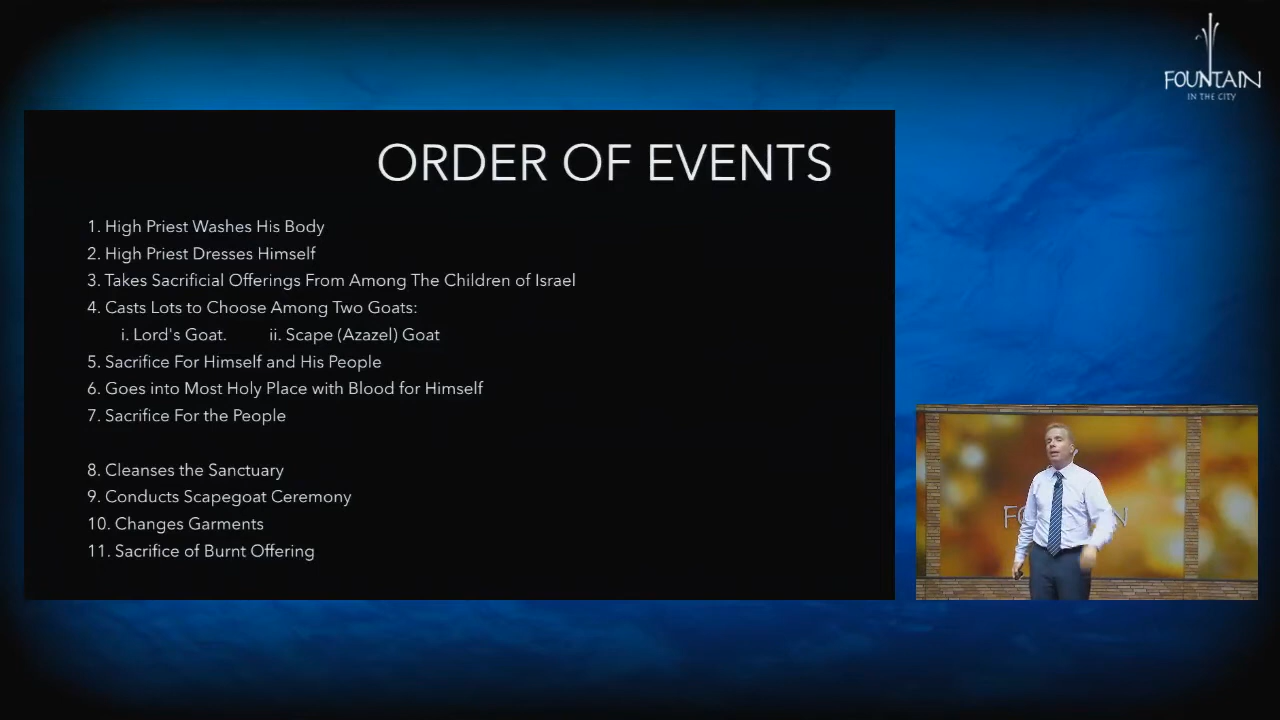 FOUNTAIN
IN THE CITY
ORDER OF EVENTS
1. High Priest Washes His Body
2. High Priest Dresses Himself
3. Takes Sacrificial Offerings From Among The Children of Israel
4. Casts Lots to Choose Among Two Goats:
i. Lord's Goat. ii. Scape (Azazel) Goat
5. Sacrifice For Himself and His People
6. Goes into Most Holy Place with Blood for Himself
7. Sacrifice For the People
8. Cleanses the Sanctuary
9. Conducts Scapegoat Ceremony
10. Changes Garments
11. Sacrifice of Burnt Offering